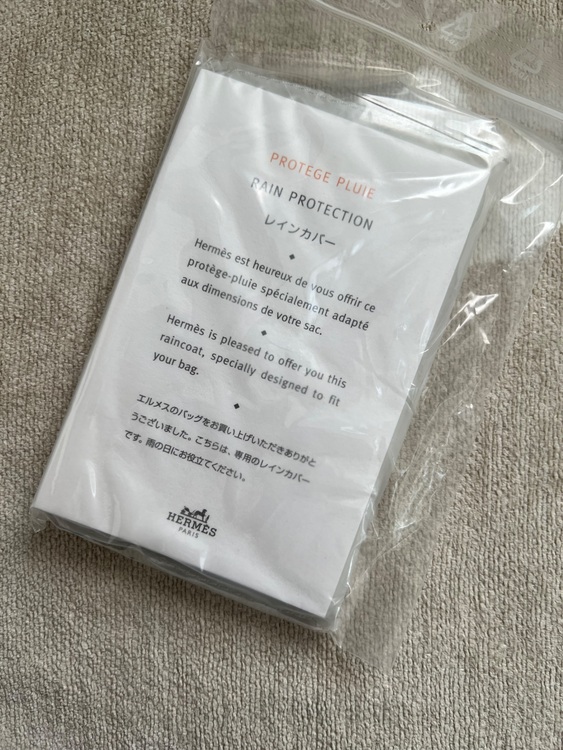 PROTEGE PLUIE
RAIN PROTECTION
レインカバー
Hermès est heureux de vous offrir ce
protège-pluie spécialement adapté
aux dimensions de votre sac.
Hermès is pleased to offer you this
raincoat, specially designed to fit
your bag.
エルメスのバッグをお買い上げいただきありがと
うございました。こちらは、専用のレインカバー
です。雨の日にお役立てください。
HERMÈS
PARIS